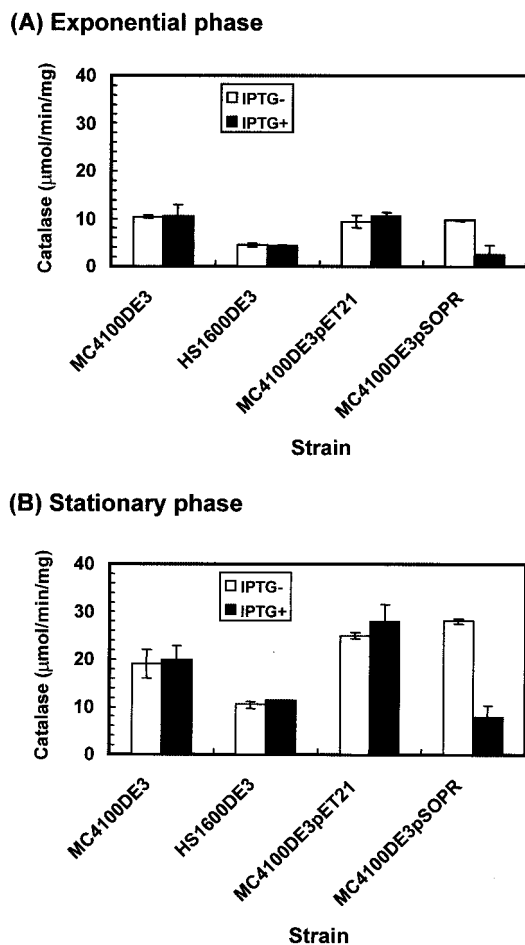 (A) Exponential phase
Catalase (μmol/min/mg)
40
30
20
10
0
IPTG-
IPTG+
MC4100DE3
HS1600DE3
MC4100DE3pET21
MC4100DE3pSOPR
Strain
(B) Stationary phase
Catalase (μmol/min/mg)
40
30
20
10
0
IPTG-
IPTG+
MC4100DE3
HS1600DE3
MC4100DE3pET21
MC4100DE3pSOPR
Strain